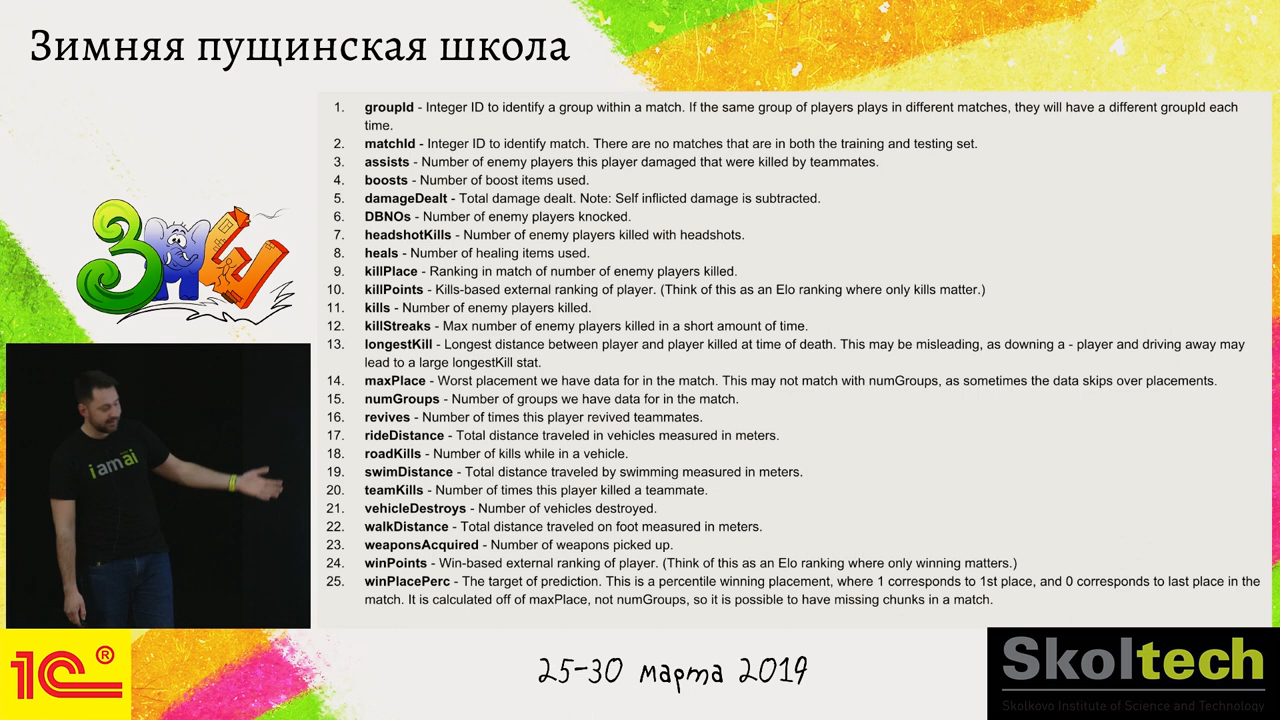 Зимняя пущинская школа
1. groupId - Integer ID to identify a group within a match. If the same group of players plays in different matches, they will have a different groupId each
time.
2. matchId - Integer ID to identify match. There are no matches that are in both the training and testing set.
3. assists - Number of enemy players this player damaged that were killed by teammates.
4. boosts - Number of boost items used.
5. damageDealt - Total damage dealt. Note: Self inflicted damage is subtracted.
6. DBNOs - Number of enemy players knocked.
7. headshotKills - Number of enemy players killed with headshots.
8. heals - Number of healing items used.
9. killPlace - Ranking in match of number of enemy players killed.
10. killPoints - Kills-based external ranking of player. (Think of this as an Elo ranking where only kills matter.)
11. kills - Number of enemy players killed.
12. killStreaks - Max number of enemy players killed in a short amount of time.
13. longestKill - Longest distance between player and player killed at time of death. This may be misleading, as downing a - player and driving away may
lead to a large longestKill stat.
14. maxPlace - Worst placement we have data for in the match. This may not match with numGroups, as sometimes the data skips over placements.
15. numGroups - Number of groups we have data for in the match.
16. revives - Number of times this player revived teammates.
17. rideDistance - Total distance traveled in vehicles measured in meters.
18. roadKills - Number of kills while in a vehicle.
19. swimDistance - Total distance traveled by swimming measured in meters.
20. teamKills - Number of times this player killed a teammate.
21. vehicleDestroys - Number of vehicles destroyed.
22. walkDistance - Total distance traveled on foot measured in meters.
23. weaponsAcquired - Number of weapons picked up.
24. winPoints - Win-based external ranking of player. (Think of this as an Elo ranking where only winning matters.)
25. winPlacePerc - The target of prediction. This is a percentile winning placement, where 1 corresponds to 1st place, and 0 corresponds to last place in the
match. It is calculated off of maxPlace, not numGroups, so it is possible to have missing chunks in a match.
ЗПШ
i am ai
1С®
25-30 марта 2019
Skoltech
Skolkovo Institute of Science and Technology